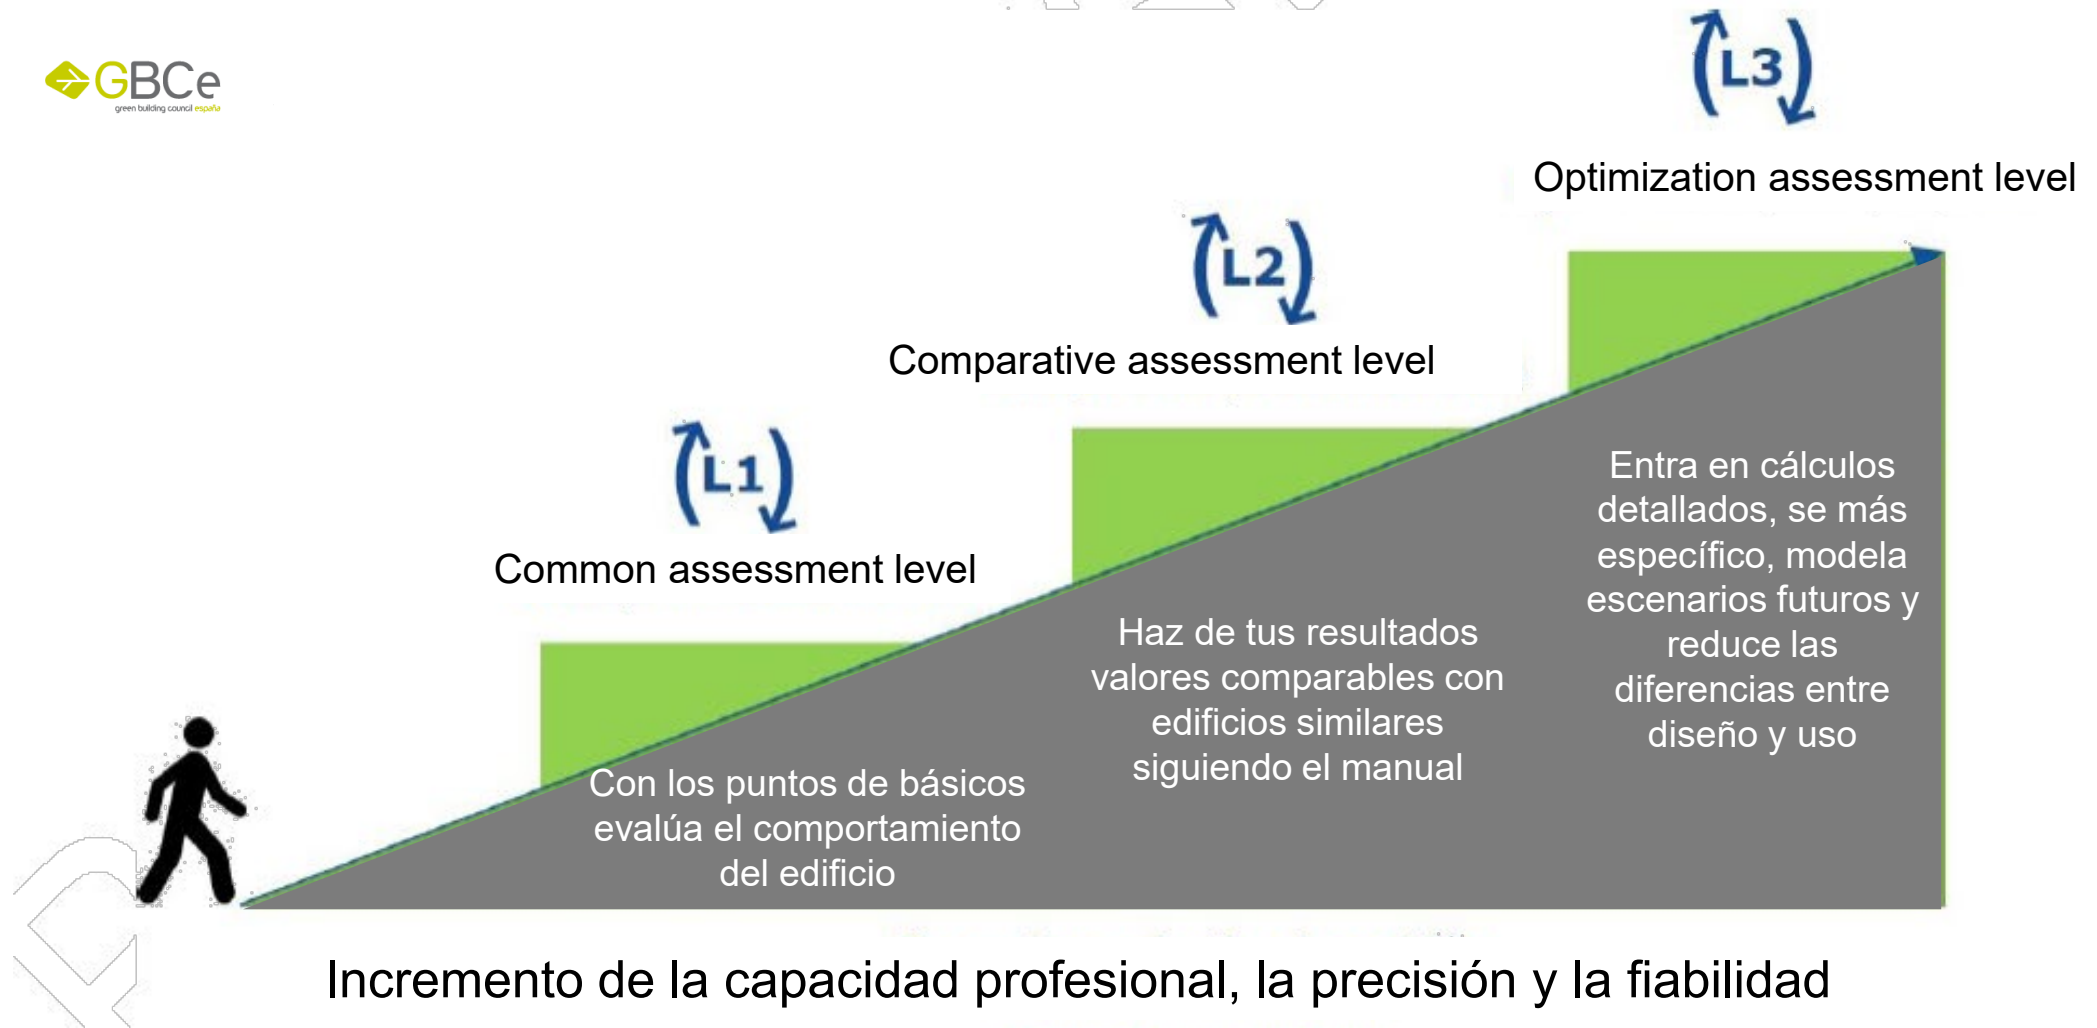 GBCe
green building council españa
L3
Optimization assessment level
L2
Comparative assessment level
L1
Common assessment level
Con los puntos de básicos
evalúa el comportamiento
del edificio
Haz de tus resultados
valores comparables con
edificios similares
siguiendo el manual
Entra en cálculos
detallados, se más
específico, modela
escenarios futuros y
reduce las
diferencias entre
diseño y uso
Incremento de la capacidad profesional, la precisión y la fiabilidad